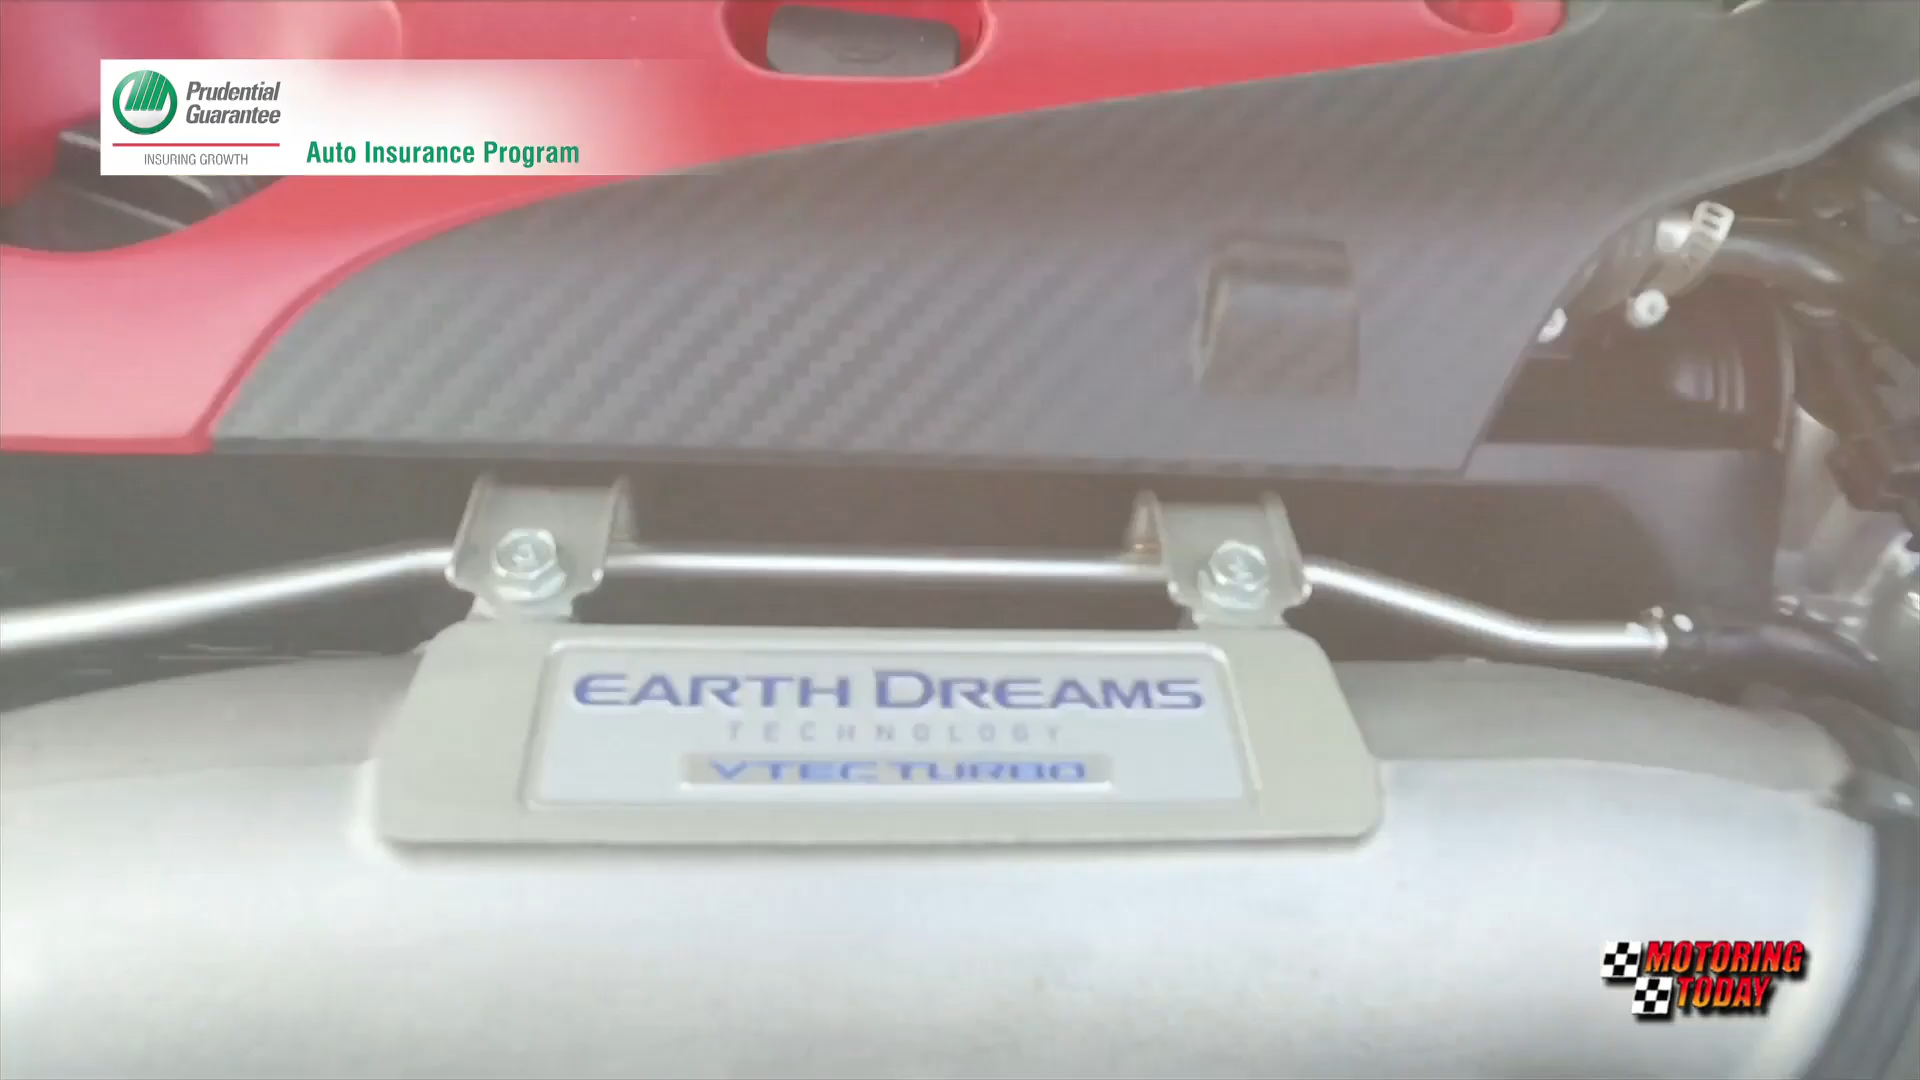 Prudential
Guarantee
INSURING GROWTH
Auto Insurance Program
EARTH DREAMS
TECHNOLOGY
VTEC TURBO
MOTORING
TODAY